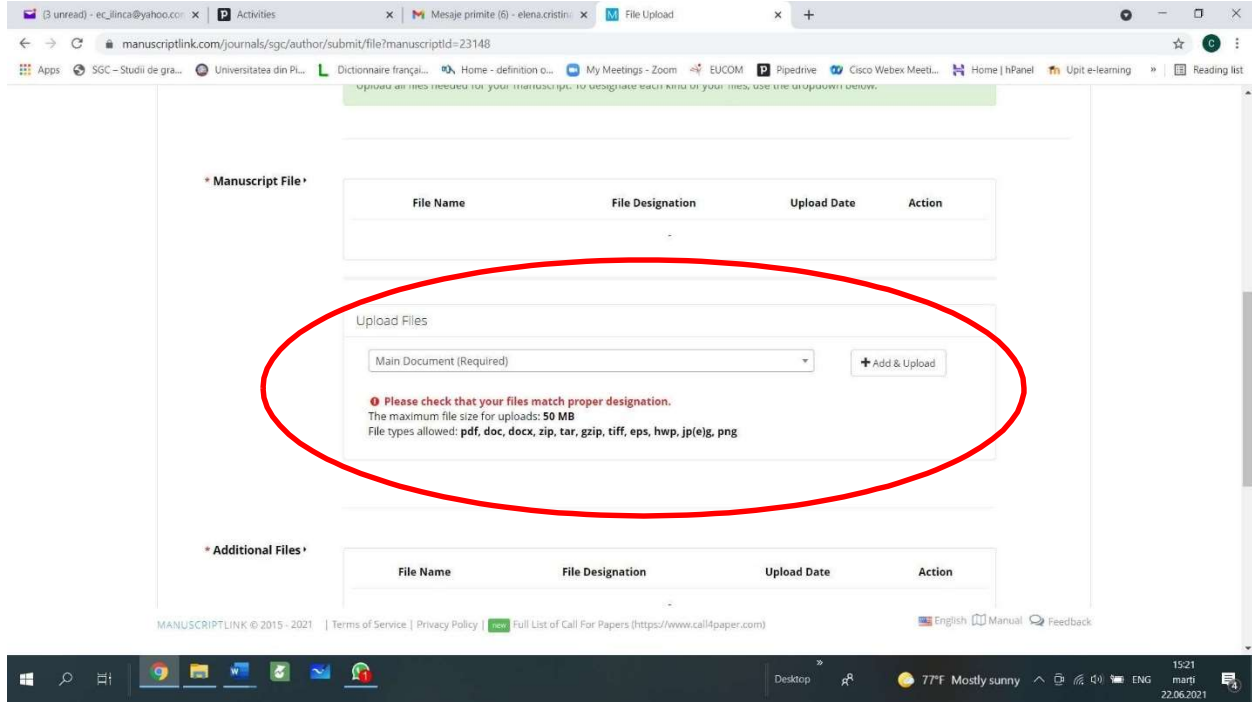 (3 unread) - ec_ilinca@yahoo.co
Activities
Mesaje primite (6) - elena.cristin
File Upload
manuscriptlink.com/journals/sgc/author/submit/file?manuscriptId=23148
Apps SGC – Studii de gra... Universitatea din Pi... Dictionnaire françai... Home - definition o... My Meetings - Zoom EUCOM Pipedrive Cisco Webex Meeti... Home | hPanel Upit e-learning » Reading list
Upload all files needed for your manuscript. To designate each kind of your files, use the dropdown below.
* Manuscript File
File Name File Designation Upload Date Action
-
Upload Files
Main Document (Required)
+ Add & Upload
Please check that your files match proper designation.
The maximum file size for uploads: 50 MB
File types allowed: pdf, doc, docx, zip, tar, gzip, tiff, eps, hwp, jp(e)g, png
* Additional Files
File Name File Designation Upload Date Action
-
MANUSCRIPTLINK © 2015 - 2021 | Terms of Service | Privacy Policy | new Full List of Call For Papers (https://www.call4paper.com) English Manual Feedback
Desktop » 77°F Mostly sunny ENG
15:21
marți
22.06.2021
4